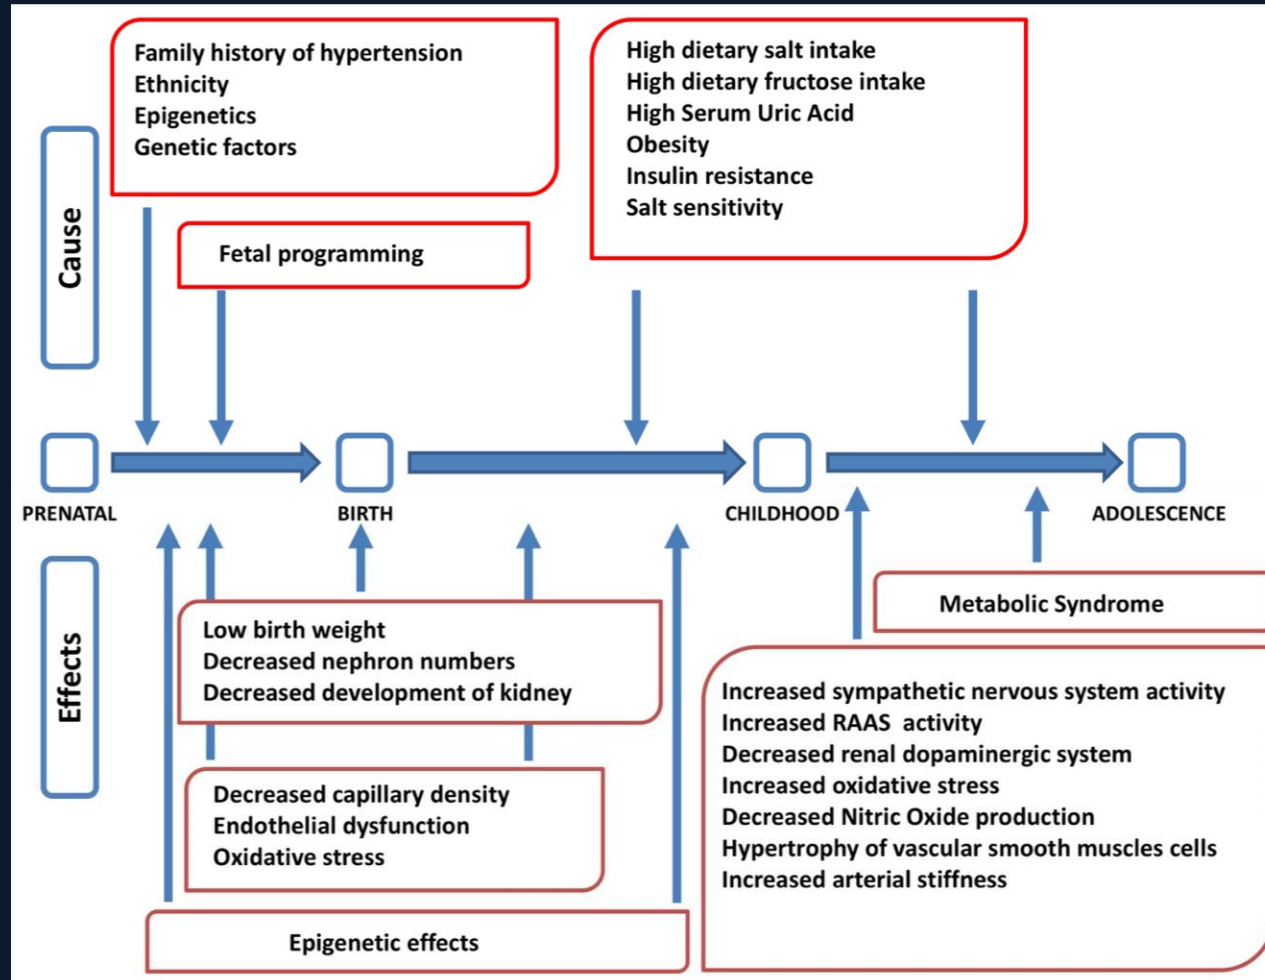 Family history of hypertension
Ethnicity
Epigenetics
Genetic factors
High dietary salt intake
High dietary fructose intake
High Serum Uric Acid
Obesity
Insulin resistance
Salt sensitivity
Cause
Fetal programming
PRENATAL
BIRTH
CHILDHOOD
ADOLESCENCE
Effects
Low birth weight
Decreased nephron numbers
Decreased development of kidney
Metabolic Syndrome
Decreased capillary density
Endothelial dysfunction
Oxidative stress
Increased sympathetic nervous system activity
Increased RAAS activity
Decreased renal dopaminergic system
Increased oxidative stress
Decreased Nitric Oxide production
Hypertrophy of vascular smooth muscles cells
Increased arterial stiffness
Epigenetic effects